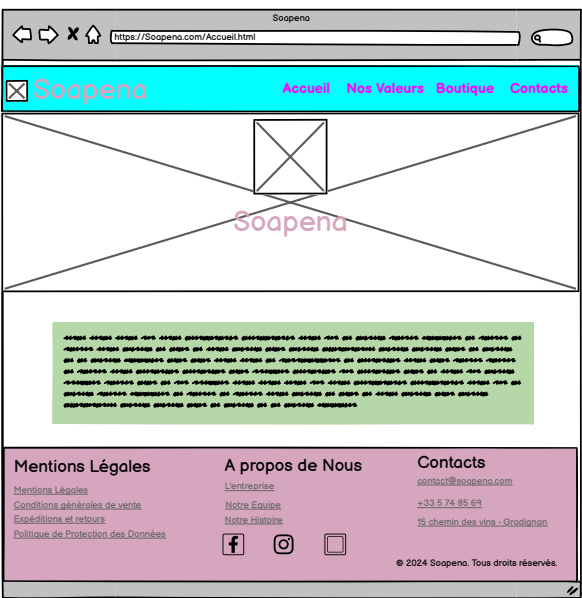 Soapena
https://Soapena.com/Accueil.html
Soapena
Accueil Nos Valeurs Boutique Contacts
Soapena
Mentions Légales
Mentions Légales
Conditions générales de vente
Expéditions et retours
Politique de Protection des Données
A propos de Nous
L'entreprise
Notre Equipe
Notre Histoire
Contacts
contact@soapena.com
+33 5 74 85 69
15 chemin des vins - Gradignan
© 2024 Soapena. Tous droits réservés.